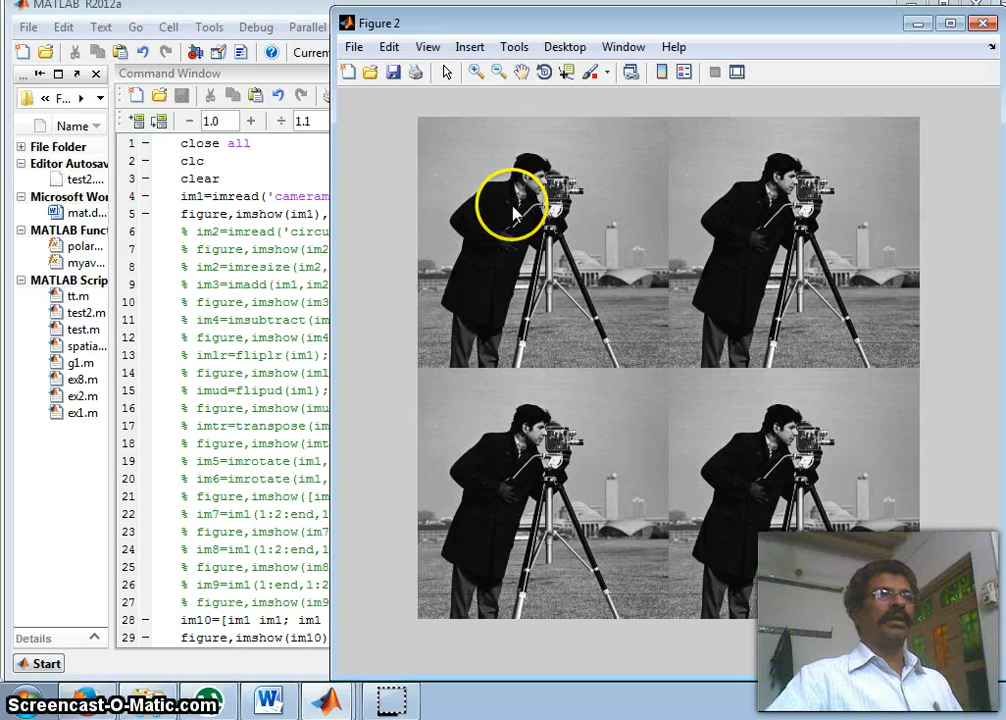 MATLAB R2012a
File Edit Text Go Cell Tools Debug Parallel
Current
Command Window
1.0
1.1
« F...
Name
File Folder
Editor Autosav
test2....
Microsoft Wor
mat.d...
MATLAB Func
polar...
myav...
MATLAB Scrip
tt.m
test2.m
test.m
spatia...
g1.m
ex8.m
ex2.m
ex1.m
Details
Start
1 close all
2 clc
3 clear
4 im1=imread('cameram
5 figure,imshow(im1),
6 % im2=imread('circu
7 % figure,imshow(im2
8 % im2=imresize(im2,
9 % im3=imadd(im1,im2
10 % figure,imshow(im3
11 % im4=imsubtract(im
12 % figure,imshow(im4
13 % imlr=fliplr(im1);
14 % figure,imshow(iml
15 % imud=flipud(im1);
16 % figure,imshow(imu
17 % imtr=transpose(im
18 % figure,imshow(imt
19 % im5=imrotate(im1,
20 % im6=imrotate(im1,
21 % figure,imshow([im
22 % im7=im1(1:2:end,1
23 % figure,imshow(im7
24 % im8=im1(1:2:end,1
25 % figure,imshow(im8
26 % im9=im1(1:end,1:2
27 % figure,imshow(im9
28 im10=[im1 im1; im1
29 figure,imshow(im10)
Figure 2
File Edit View Insert Tools Desktop Window Help
Screencast-O-Matic.com